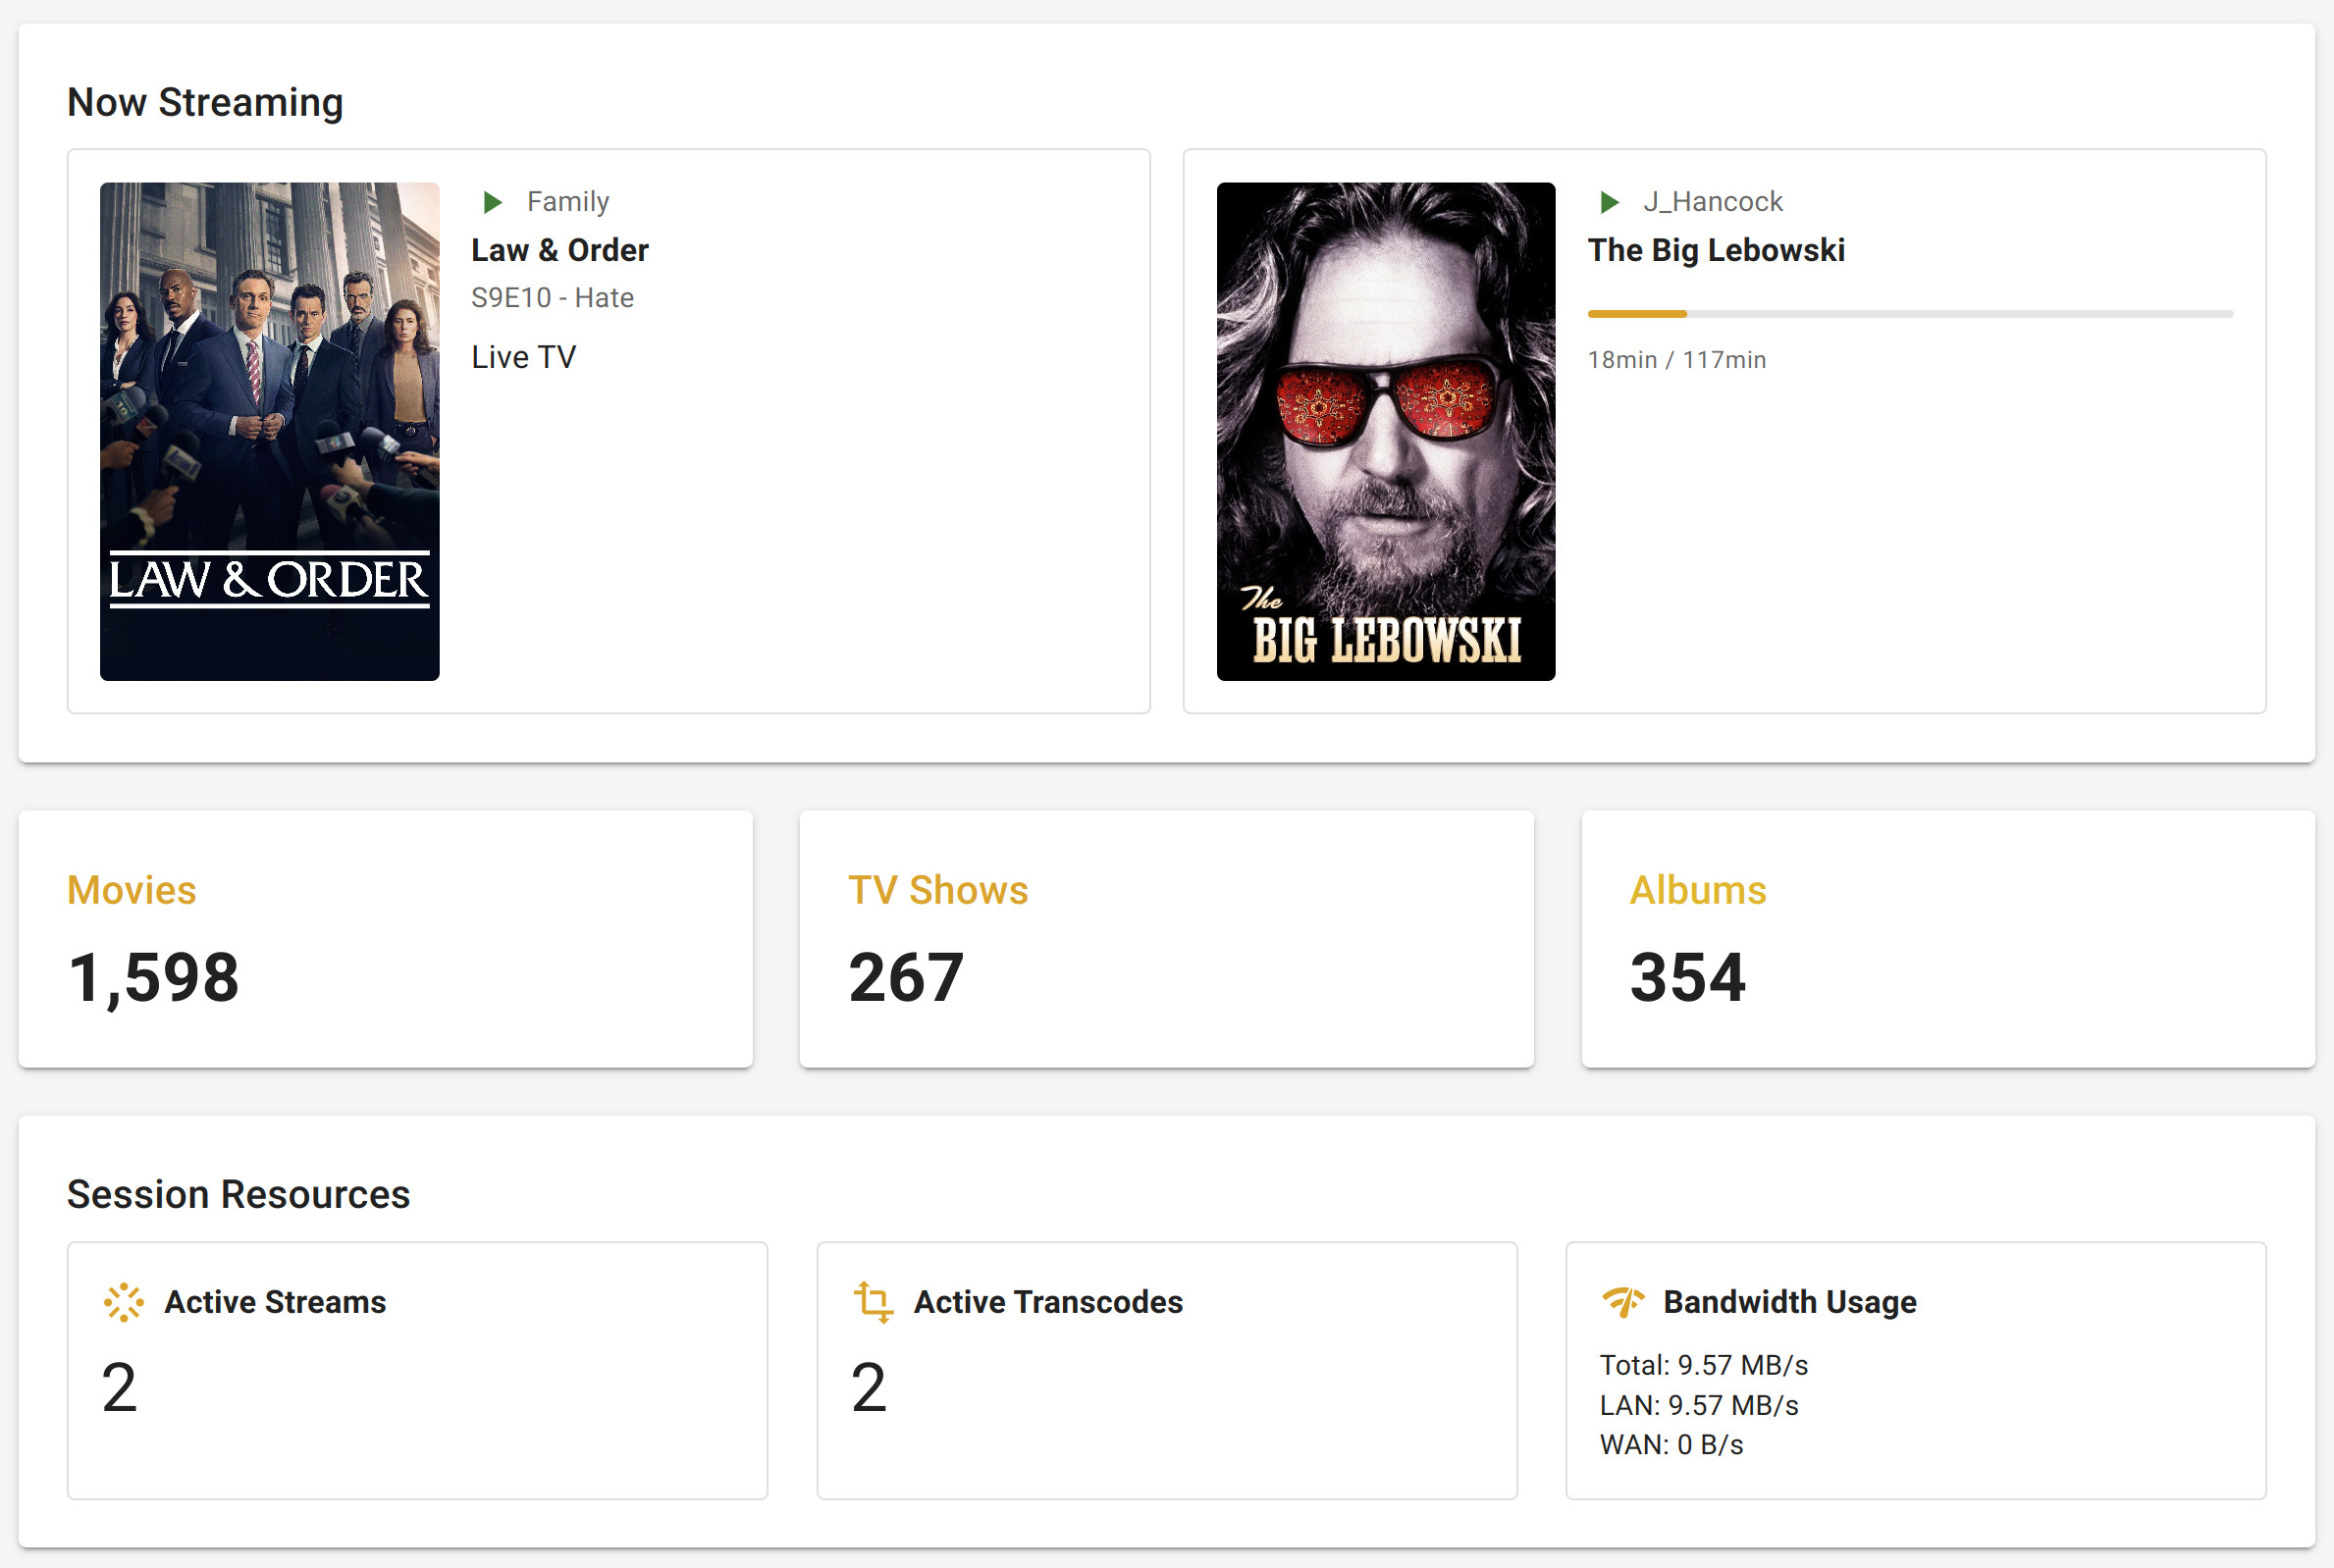 Now Streaming
Family
Law & Order
S9E10 - Hate
Live TV
LAW & ORDER
J_Hancock
The Big Lebowski
18min / 117min
The
BIG LEBOWSKI
Movies
1,598
TV Shows
267
Albums
354
Session Resources
Active Streams
2
Active Transcodes
2
Bandwidth Usage
Total: 9.57 MB/s
LAN: 9.57 MB/s
WAN: 0 B/s